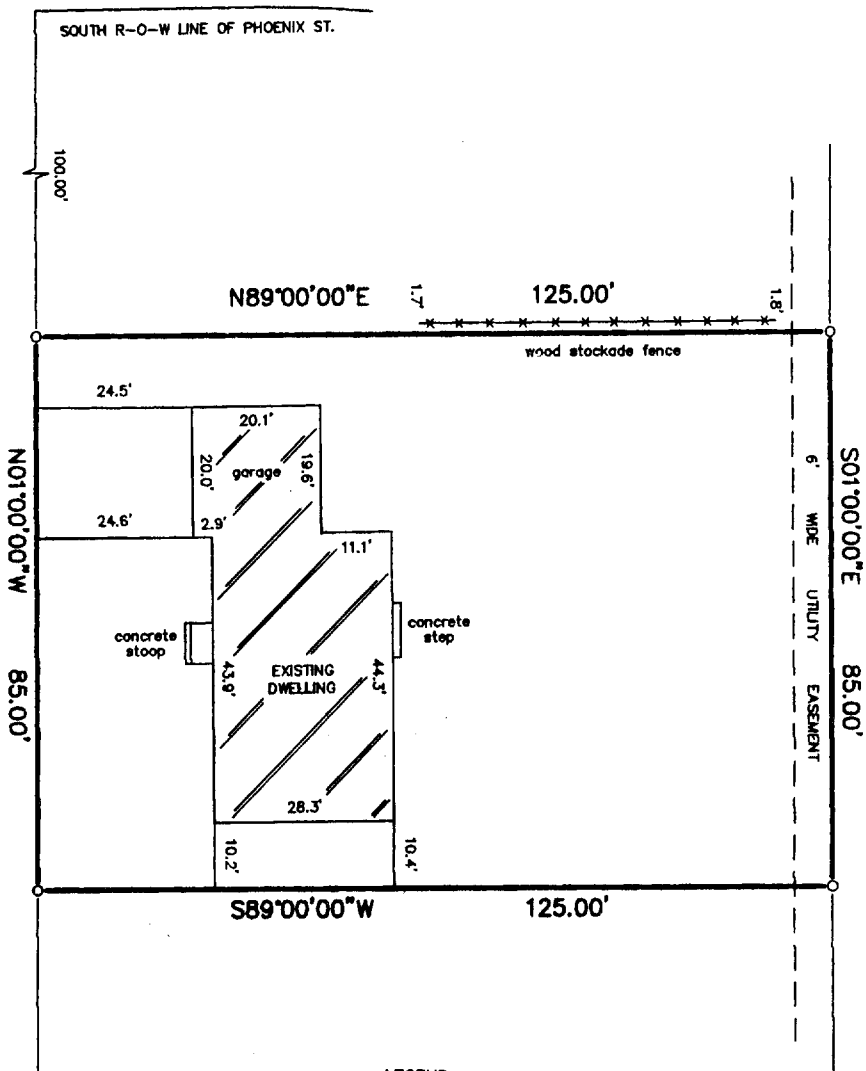 SOUTH R-O-W LINE OF PHOENIX ST.
100.00'
N89°00'00"E
1.7'
125.00'
1.8'
wood stockade fence
24.5'
20.1'
20.0'
garage
19.6'
24.6'
2.9'
11.1'
N01°00'00"W
85.00'
concrete
stoop
concrete
step
43.9'
EXISTING
DWELLING
44.3'
28.3'
10.2'
10.4'
6' WIDE UTILITY EASEMENT
S01°00'00"E
85.00'
S89°00'00"W
125.00'